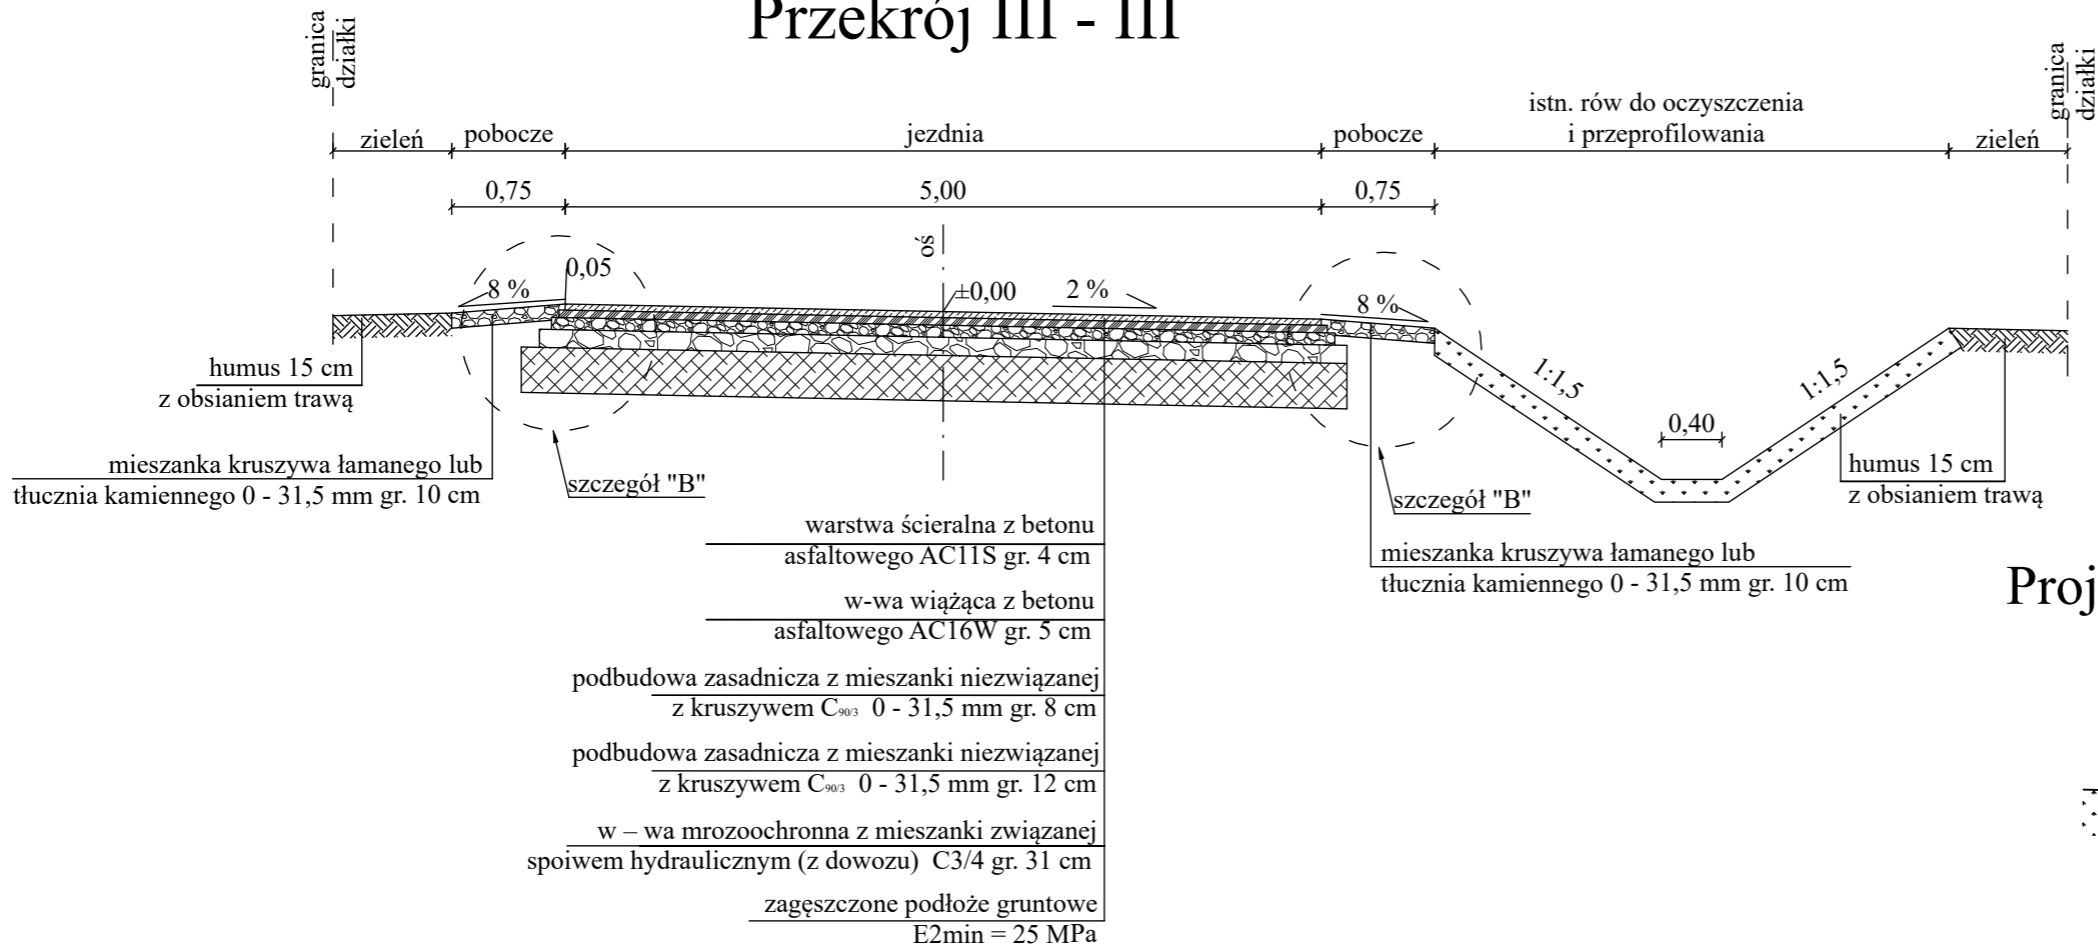 Przekrój III - III
granica
działki
granica
działki
zieleń
pobocze
jezdnia
pobocze
istn. rów do oczyszczenia
i przeprofilowania
zieleń
0,75
5,00
0,75
oś
8 %
0,05
±0,00
2 %
8 %
1:1,5
1:1,5
0,40
humus 15 cm
z obsianiem trawą
mieszanka kruszywa łamanego lub
tłucznia kamiennego 0 - 31,5 mm gr. 10 cm
szczegół "B"
szczegół "B"
humus 15 cm
z obsianiem trawą
mieszanka kruszywa łamanego lub
tłucznia kamiennego 0 - 31,5 mm gr. 10 cm
warstwa ścieralna z betonu
asfaltowego AC11S gr. 4 cm
w-wa wiążąca z betonu
asfaltowego AC16W gr. 5 cm
podbudowa zasadnicza z mieszanki niezwiązanej
z kruszywem C90/3 0 - 31,5 mm gr. 8 cm
podbudowa zasadnicza z mieszanki niezwiązanej
z kruszywem C90/3 0 - 31,5 mm gr. 12 cm
w – wa mrozoochronna z mieszanki związanej
spoiwem hydraulicznym (z dowozu) C3/4 gr. 31 cm
zagęszczone podłoże gruntowe
E2min = 25 MPa
Proj